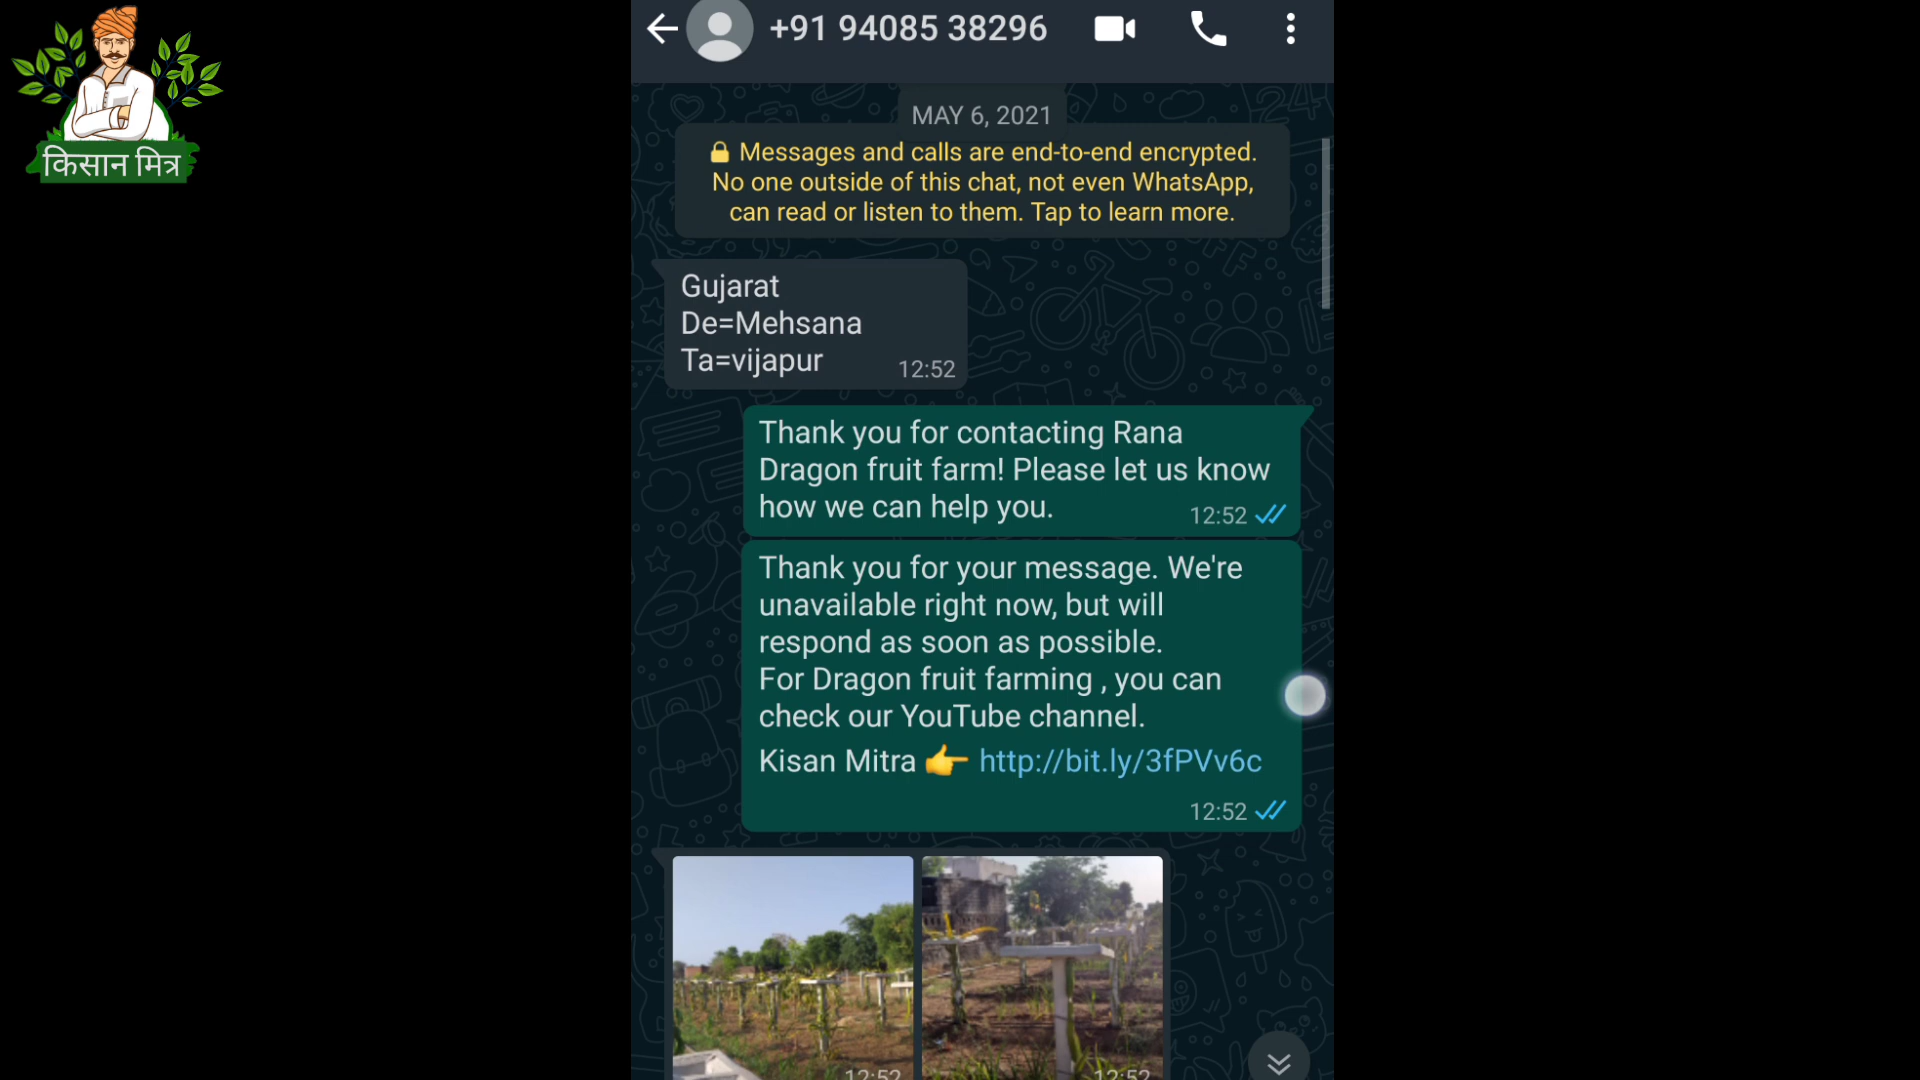 किसान मित्र
+91 94085 38296
MAY 6, 2021
Messages and calls are end-to-end encrypted.
No one outside of this chat, not even WhatsApp,
can read or listen to them. Tap to learn more.
Gujarat
De=Mehsana
Ta=vijapur
12:52
Thank you for contacting Rana
Dragon fruit farm! Please let us know
how we can help you.
12:52
Thank you for your message. We're
unavailable right now, but will
respond as soon as possible.
For Dragon fruit farming , you can
check our YouTube channel.
Kisan Mitra 👉 http://bit.ly/3fPVv6c
12:52
12:52
12:52